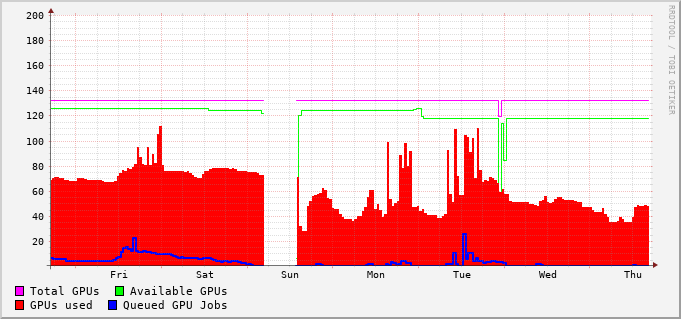 200
180
160
140
120
100
80
60
40
20
Fri Sat Sun Mon Tue Wed Thu
Total GPUs Available GPUs
GPUs used Queued GPU Jobs
RRDTOOL / TOBI OETIKER